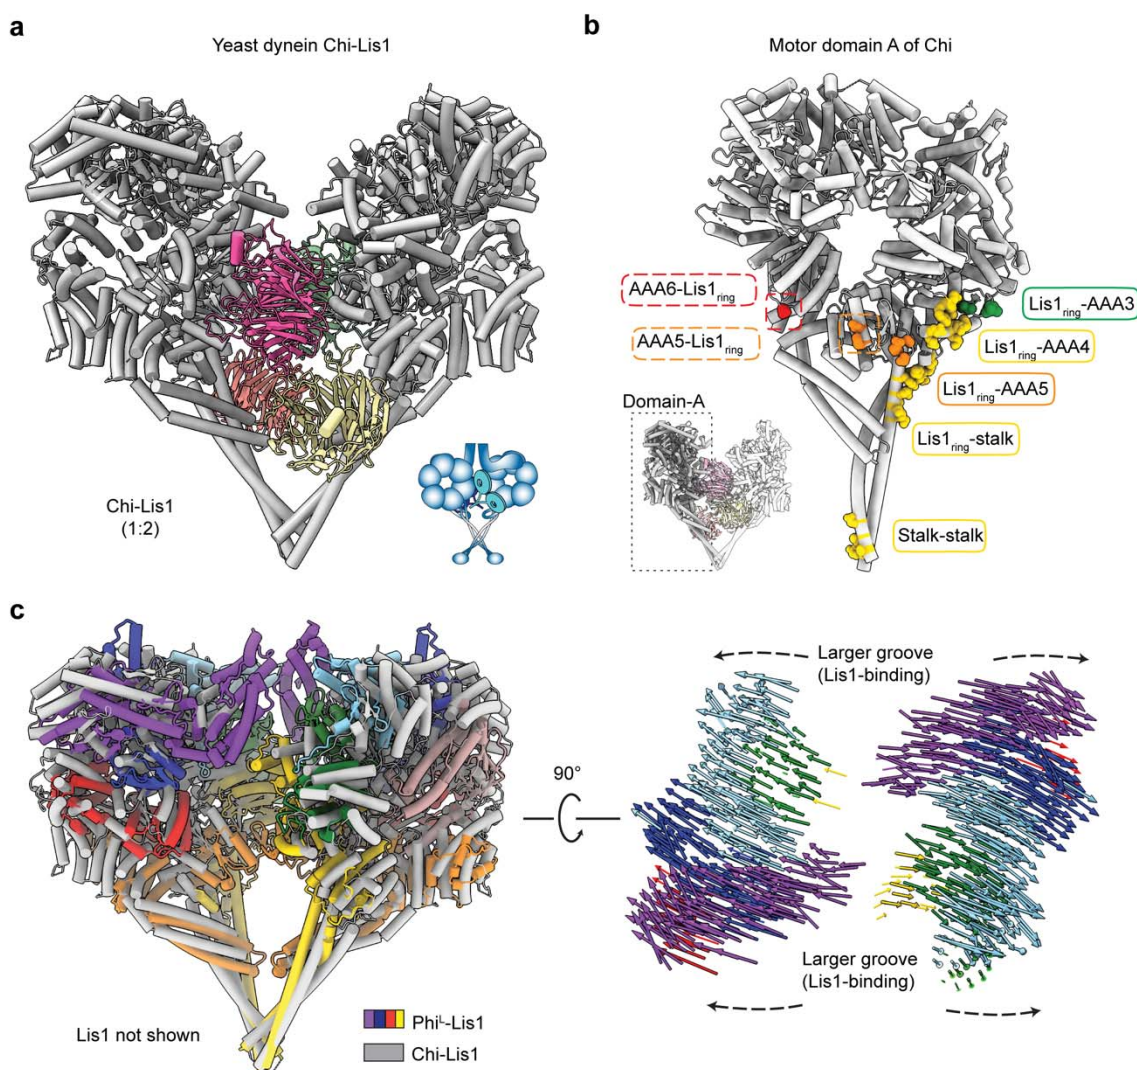 a
Yeast dynein Chi-Lis1
Chi-Lis1
(1:2)
b
Motor domain A of Chi
AAA6-Lis1ring
AAA5-Lis1ring
Lis1ring-AAA3
Lis1ring-AAA4
Lis1ring-AAA5
Lis1ring-stalk
Domain-A
Stalk-stalk
c
Lis1 not shown
Phiᴸ-Lis1
Chi-Lis1
90°
Larger groove
(Lis1-binding)
Larger groove
(Lis1-binding)